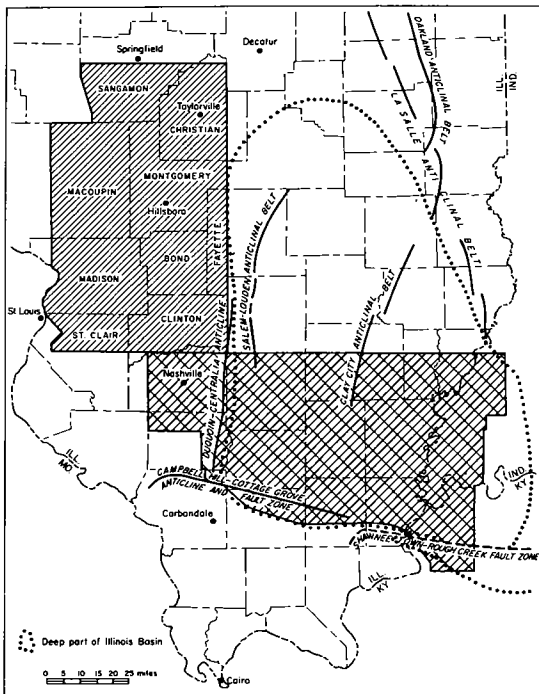 Springfield
Decatur
OAKLAND-ANTICLINAL BELT
ILL.
IND.
SANGAMON
Taylorville
CHRISTIAN
LA SALLE ANTICLINAL BELT
MONTGOMERY
MACOUPIN
Hillsboro
FAYETTE
BOND
SALEM-LOUDEN ANTICLINAL BELT
MADISON
St Louis
CLINTON
ST. CLAIR
DUQUOIN-CENTRALIA ANTICLINE
CLAY CITY ANTICLINAL BELT
Nashville
ILL.
MO.
CAMPBELL HILL-COTTAGE GROVE
ANTICLINE AND FAULT ZONE
IND
KY
Carbondale
SHAWNEETOWN-ROUGH CREEK FAULT ZONE
ILL
KY
Deep part of Illinois Basin
0 5 10 15 20 25 miles
Cairo